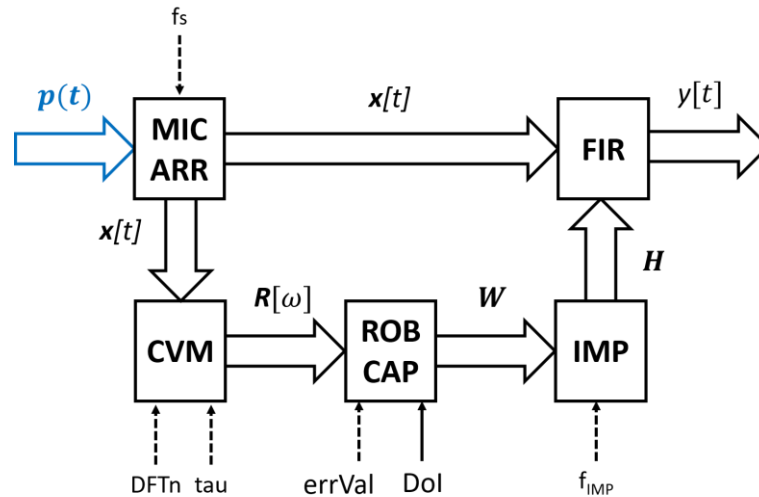 fs
p(t)
x[t]
y[t]
MIC
ARR
FIR
x[t]
R[ω]
W
H
CVM
ROB
CAP
IMP
DFTn
tau
errVal
DoI
fIMP